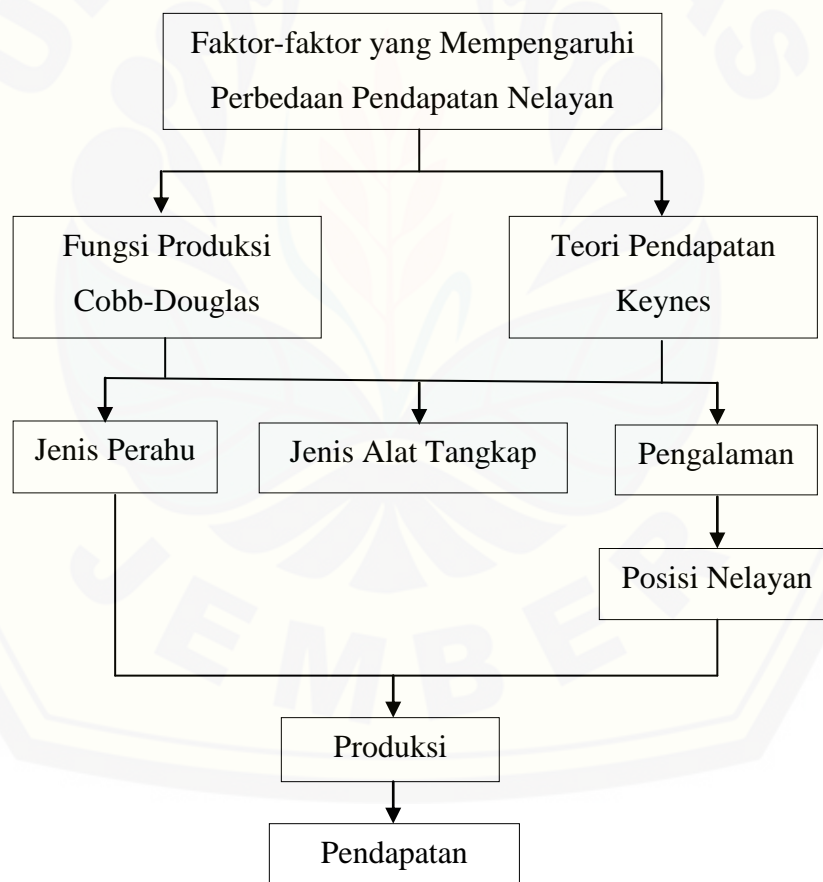 Faktor-faktor yang Mempengaruhi
Perbedaan Pendapatan Nelayan
Fungsi Produksi
Cobb-Douglas
Teori Pendapatan
Keynes
Jenis Perahu
Jenis Alat Tangkap
Pengalaman
Posisi Nelayan
JEMBER
Produksi
Pendapatan